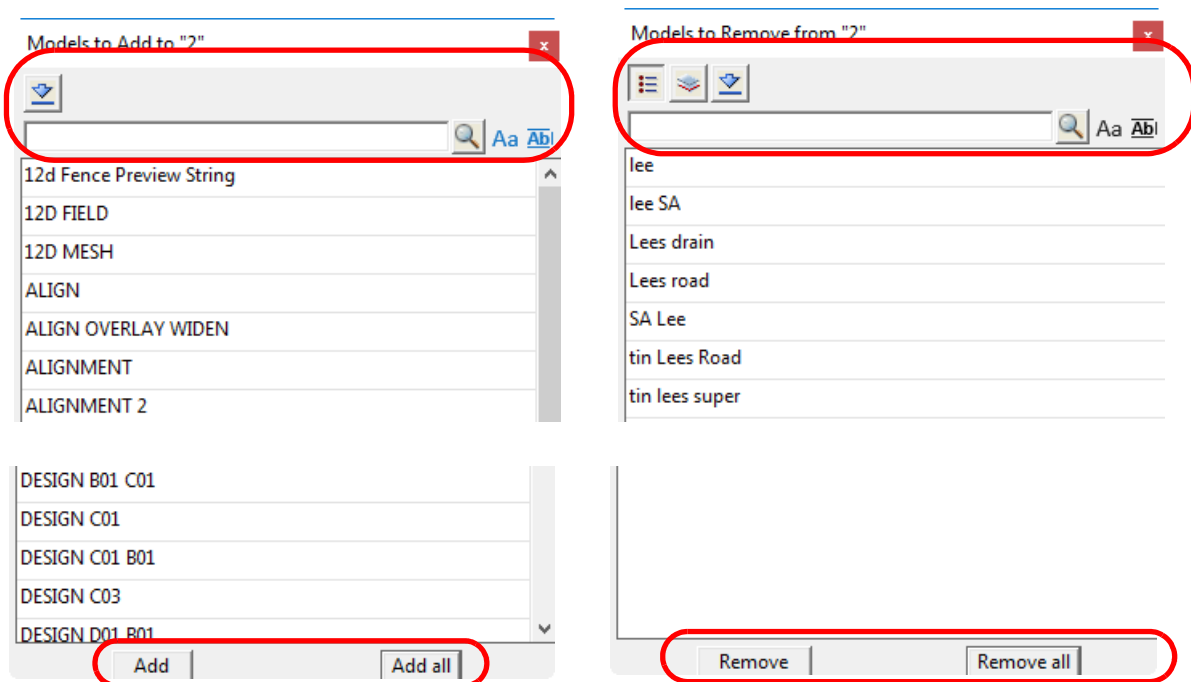 Models to Add to "2"
x
Aa Ab
12d Fence Preview String
12D FIELD
12D MESH
ALIGN
ALIGN OVERLAY WIDEN
ALIGNMENT
ALIGNMENT 2
DESIGN B01 C01
DESIGN C01
DESIGN C01 B01
DESIGN C03
DESIGN D01 B01
Add
Add all
Models to Remove from "2"
x
Aa Ab
lee
lee SA
Lees drain
Lees road
SA Lee
tin Lees Road
tin lees super
Remove
Remove all